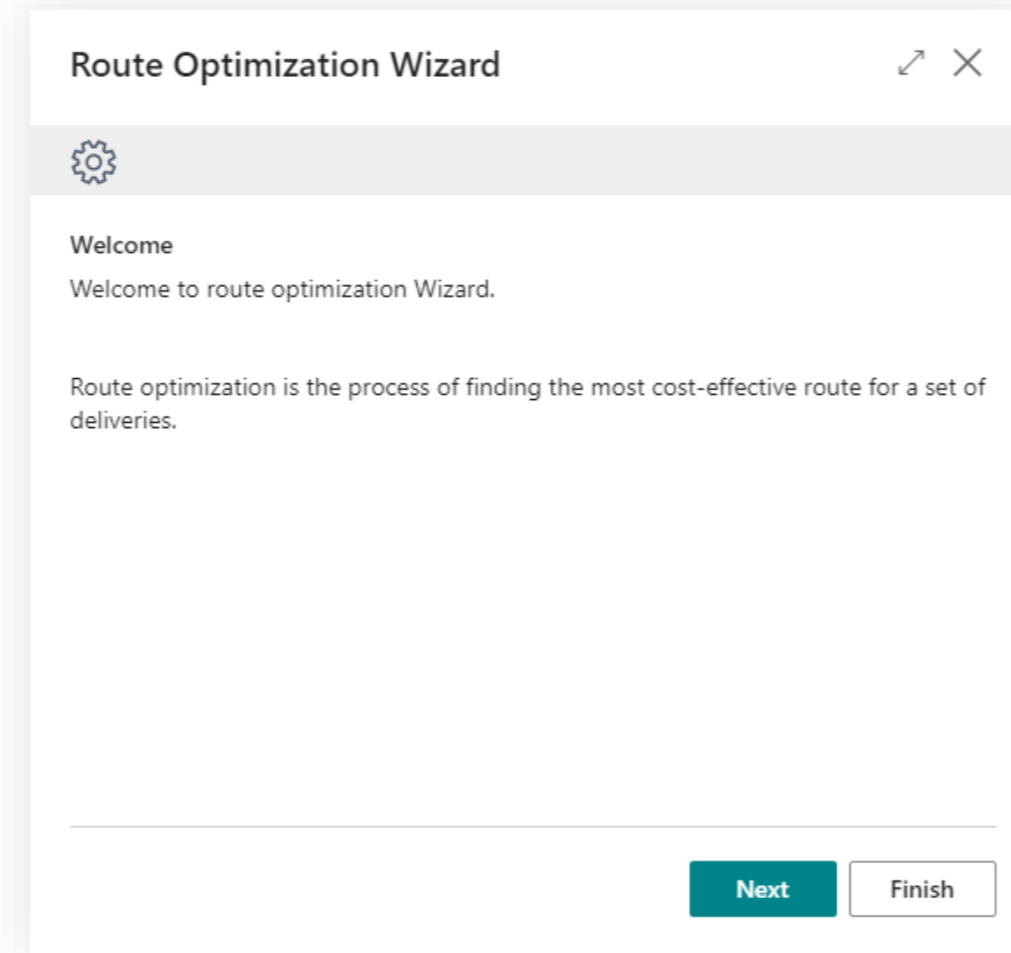 Route Optimization Wizard
Welcome
Welcome to route optimization Wizard.
Route optimization is the process of finding the most cost-effective route for a set of
deliveries.
Next
Finish